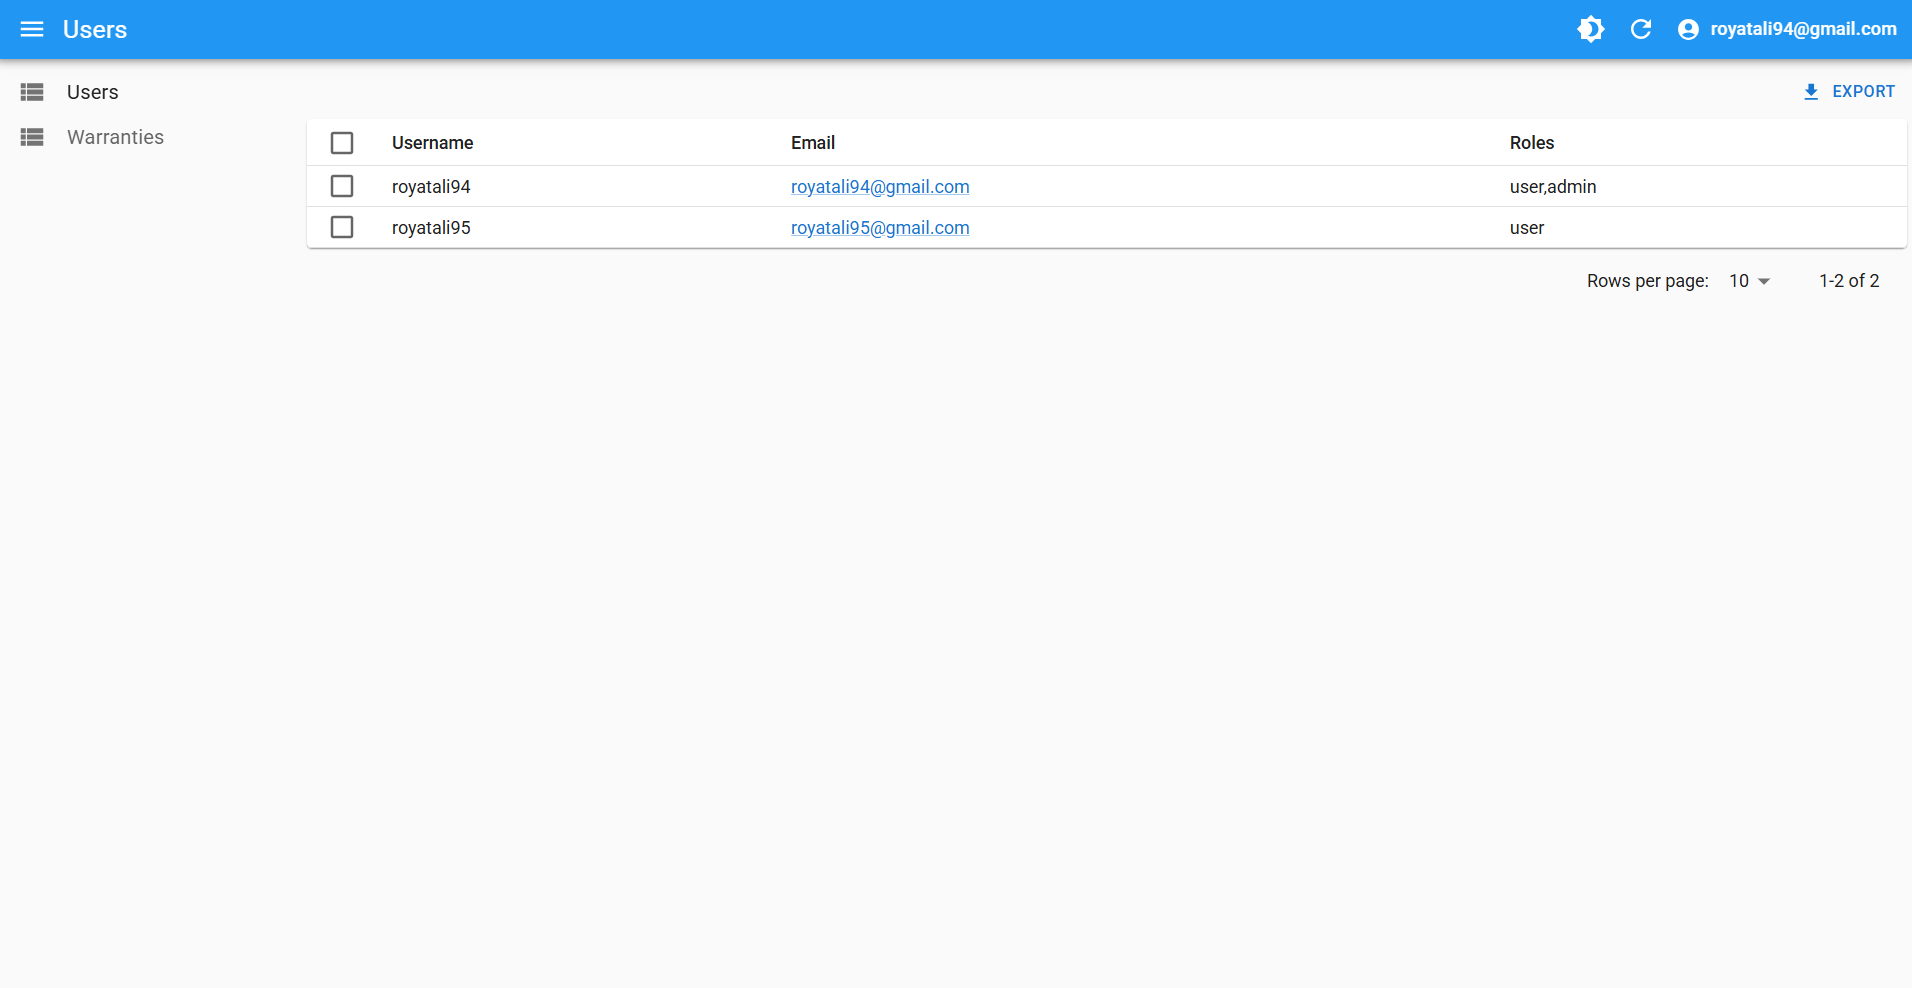 Users
royatali94@gmail.com
Users
Warranties
EXPORT
Username Email Roles
royatali94 royatali94@gmail.com user,admin
royatali95 royatali95@gmail.com user
Rows per page: 10 1-2 of 2